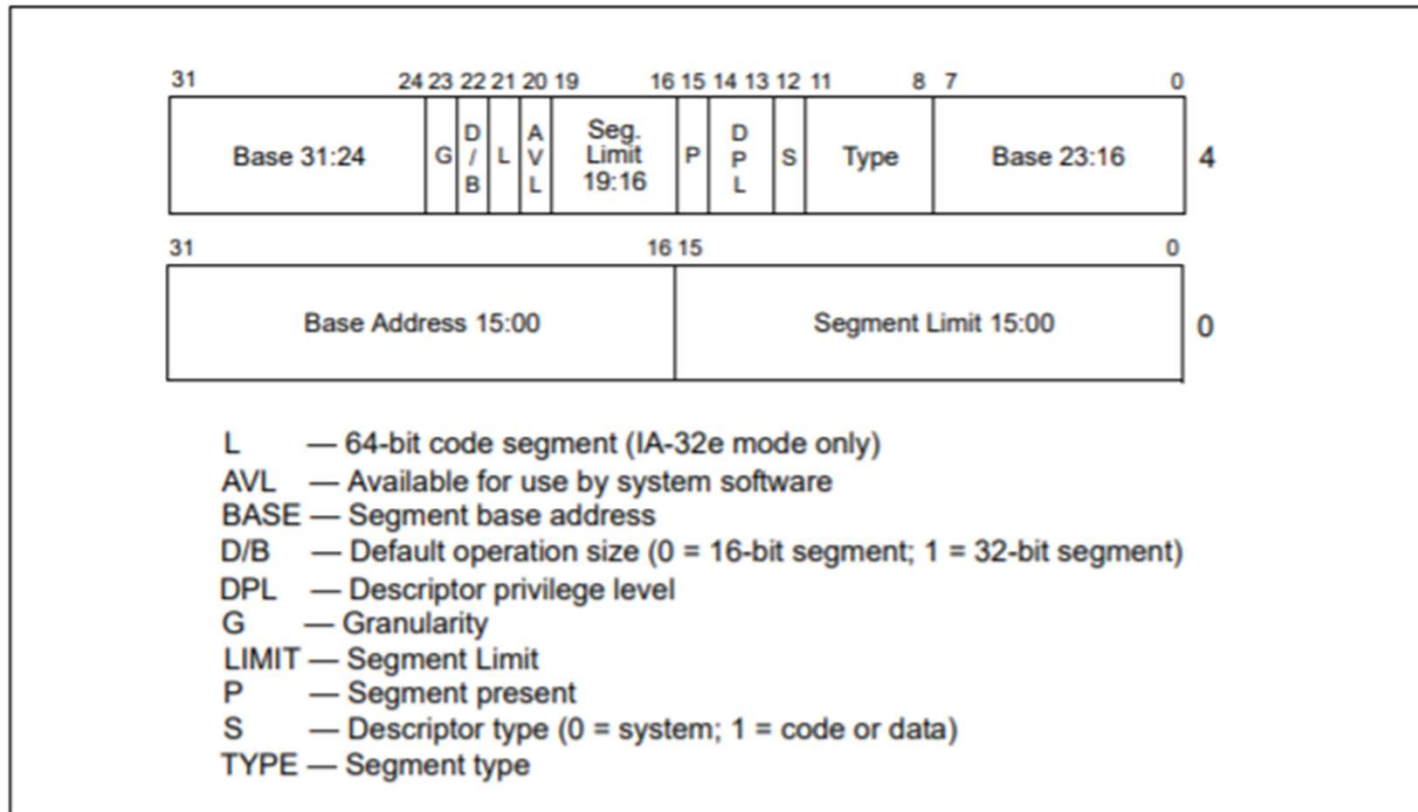 31 24 23 22 21 20 19 16 15 14 13 12 11 8 7 0
Base 31:24 G D/B L AVL Seg. Limit 19:16 P DPL S Type Base 23:16 4
31 16 15 0
Base Address 15:00 Segment Limit 15:00 0
L — 64-bit code segment (IA-32e mode only)
AVL — Available for use by system software
BASE — Segment base address
D/B — Default operation size (0 = 16-bit segment; 1 = 32-bit segment)
DPL — Descriptor privilege level
G — Granularity
LIMIT — Segment Limit
P — Segment present
S — Descriptor type (0 = system; 1 = code or data)
TYPE — Segment type